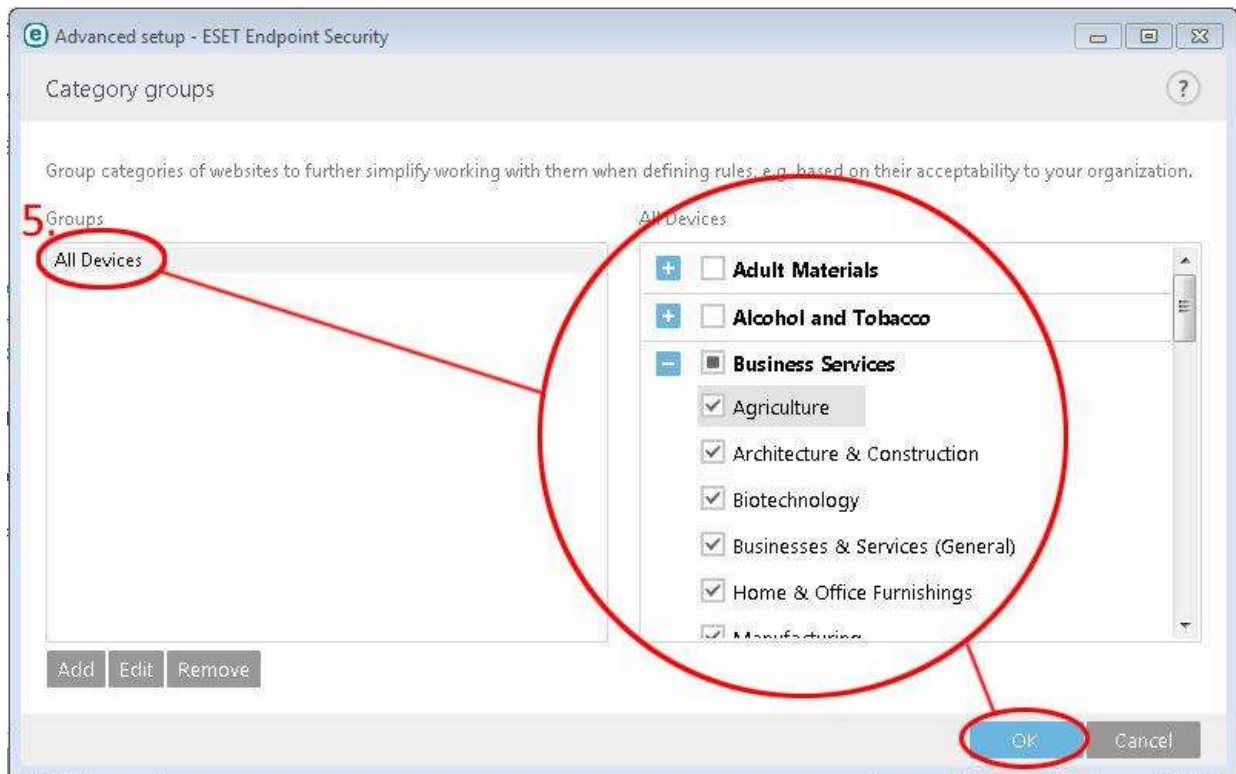 Advanced setup - ESET Endpoint Security
Category groups
?
Group categories of websites to further simplify working with them when defining rules, e.g. based on their acceptability to your organization.
5.
Groups
All Devices
All Devices
Adult Materials
Alcohol and Tobacco
Business Services
Agriculture
Architecture & Construction
Biotechnology
Businesses & Services (General)
Home & Office Furnishings
Manufacturing
Add Edit Remove
OK Cancel